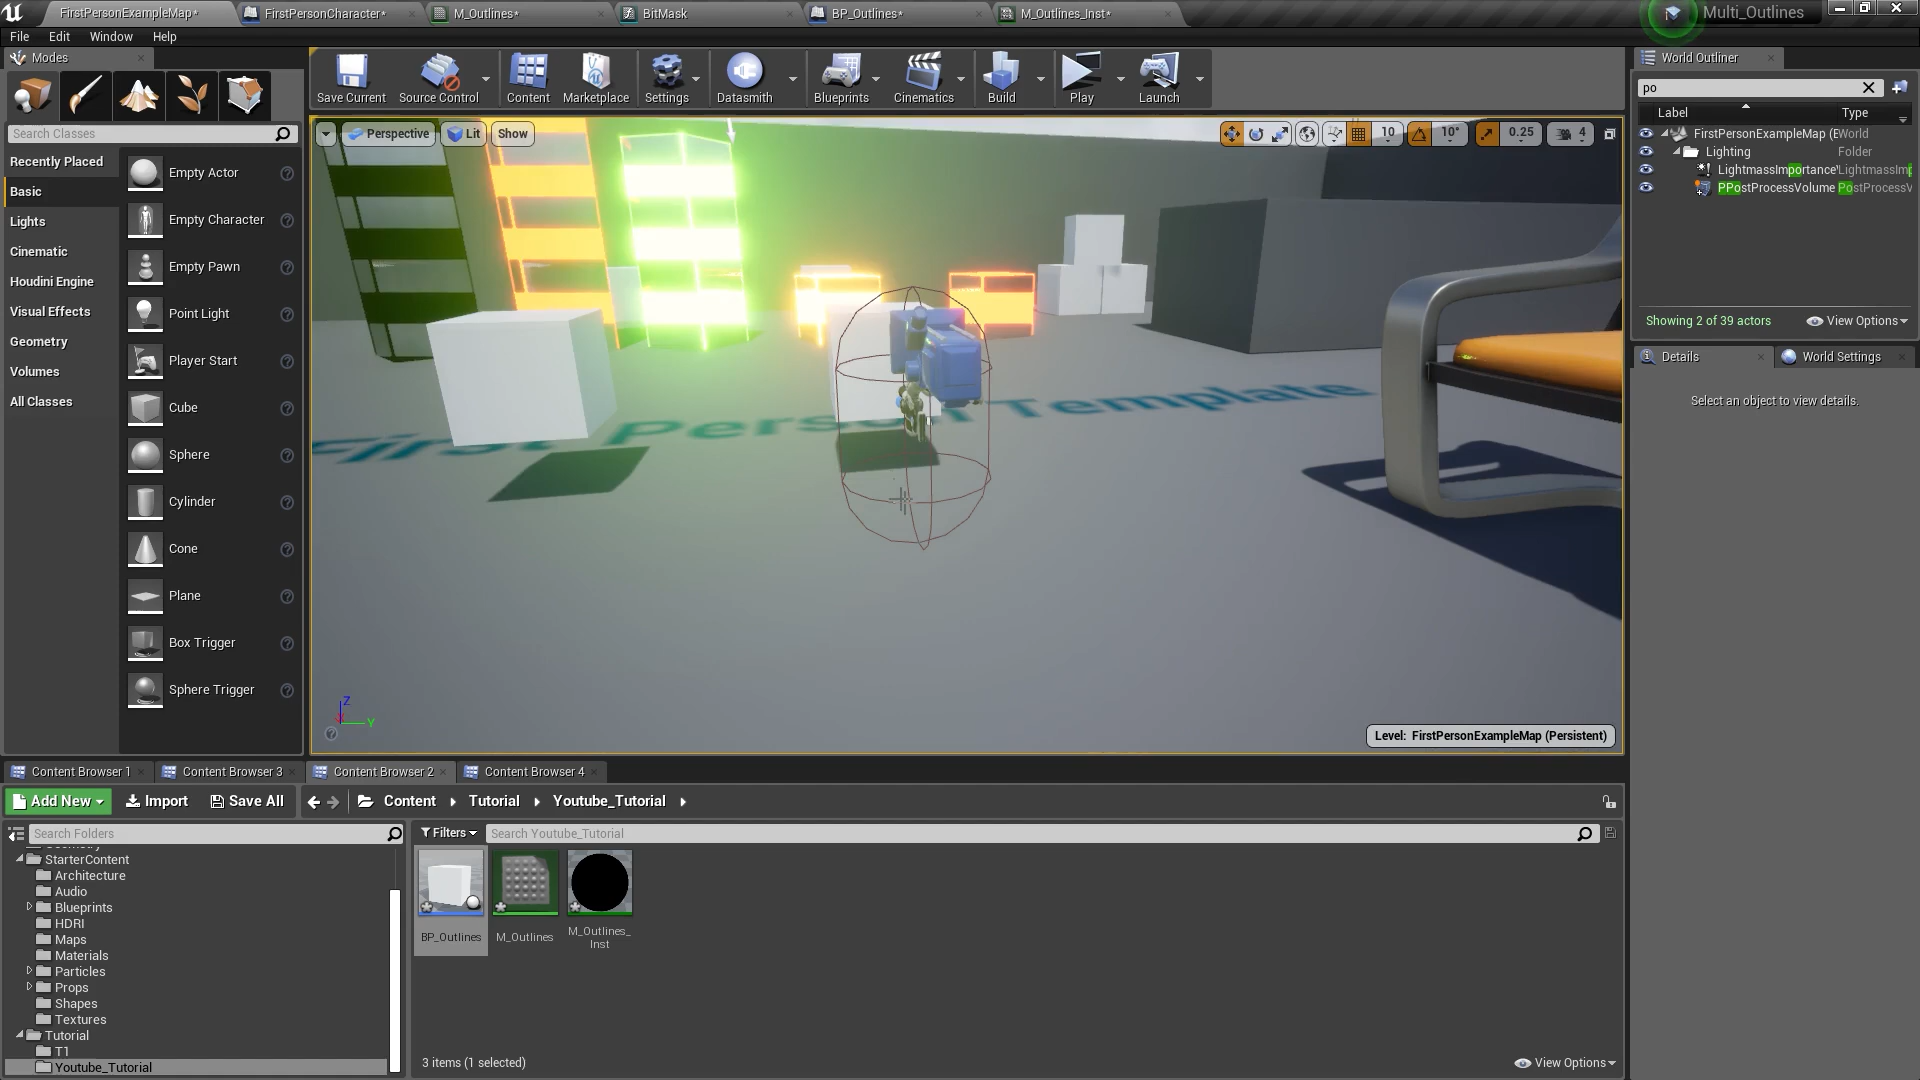 FirstPersonExampleMap*
FirstPersonCharacter*
M_Outlines*
BitMask
BP_Outlines*
M_Outlines_Inst*
Multi_Outlines
File Edit Window Help
Modes
Search Classes
Recently Placed
Basic
Lights
Cinematic
Houdini Engine
Visual Effects
Geometry
Volumes
All Classes
Empty Actor
Empty Character
Empty Pawn
Point Light
Player Start
Cube
Sphere
Cylinder
Cone
Plane
Box Trigger
Sphere Trigger
Save Current
Source Control
Content
Marketplace
Settings
Datasmith
Blueprints
Cinematics
Build
Play
Launch
Perspective
Lit
Show
10
10°
0.25
4
First Person Template
Z
Y
Level: FirstPersonExampleMap (Persistent)
World Outliner
po
Label
Type
FirstPersonExampleMap (E World
Lighting Folder
LightmassImportance LightmassImp
PPostProcessVolume PostProcessV
Showing 2 of 39 actors
View Options
Details
World Settings
Select an object to view details.
Content Browser 1
Content Browser 3
Content Browser 2
Content Browser 4
Add New
Import
Save All
Content
Tutorial
Youtube_Tutorial
Search Folders
StarterContent
Architecture
Audio
Blueprints
HDRI
Maps
Materials
Particles
Props
Shapes
Textures
Tutorial
T1
Youtube_Tutorial
Filters
Search Youtube_Tutorial
BP_Outlines
M_Outlines
M_Outlines_
Inst
3 items (1 selected)
View Options